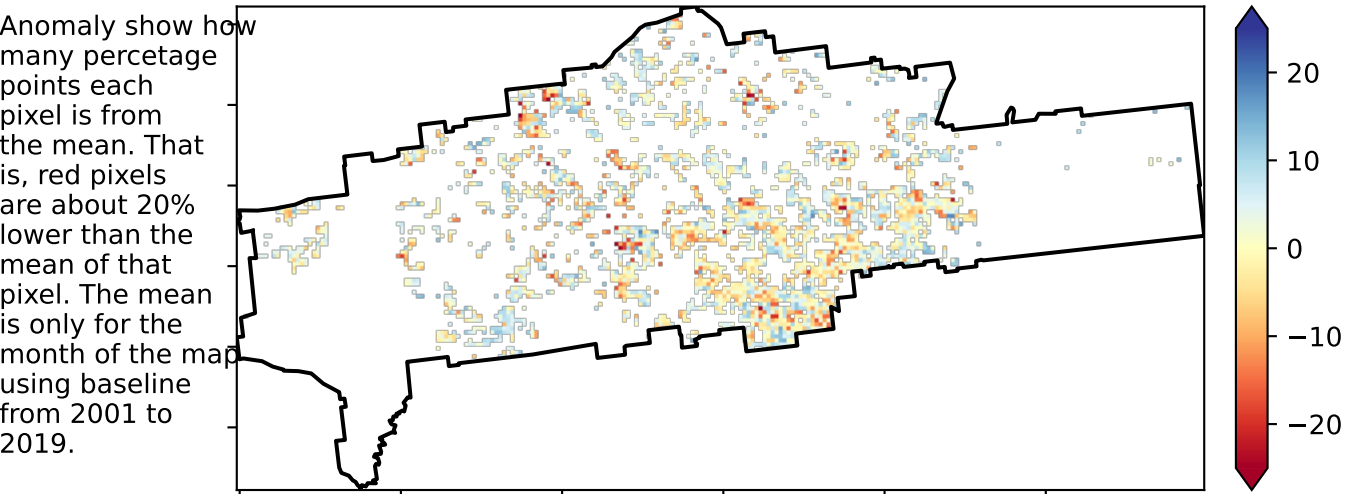 Anomaly show how
many percetage
points each
pixel is from
the mean. That
is, red pixels
are about 20%
lower than the
mean of that
pixel. The mean
is only for the
month of the map
using baseline
from 2001 to
2019.
20
10
0
−10
−20